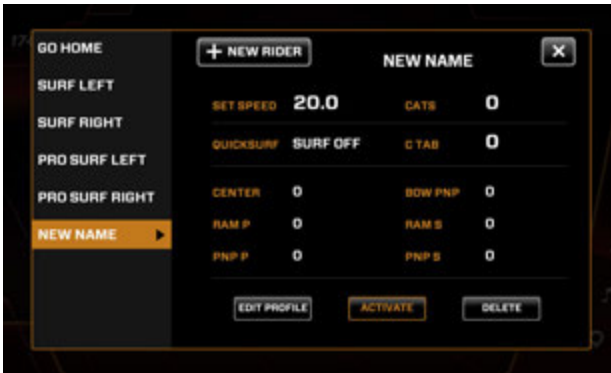 174
GO HOME
SURF LEFT
SURF RIGHT
PRO SURF LEFT
PRO SURF RIGHT
NEW NAME
+ NEW RIDER
NEW NAME
X
SET SPEED 20.0 CATS 0
QUICKSURF SURF OFF C TAB 0
CENTER 0 BOW PNP 0
RAM P 0 RAM S 0
PNP P 0 PNP S 0
EDIT PROFILE ACTIVATE DELETE